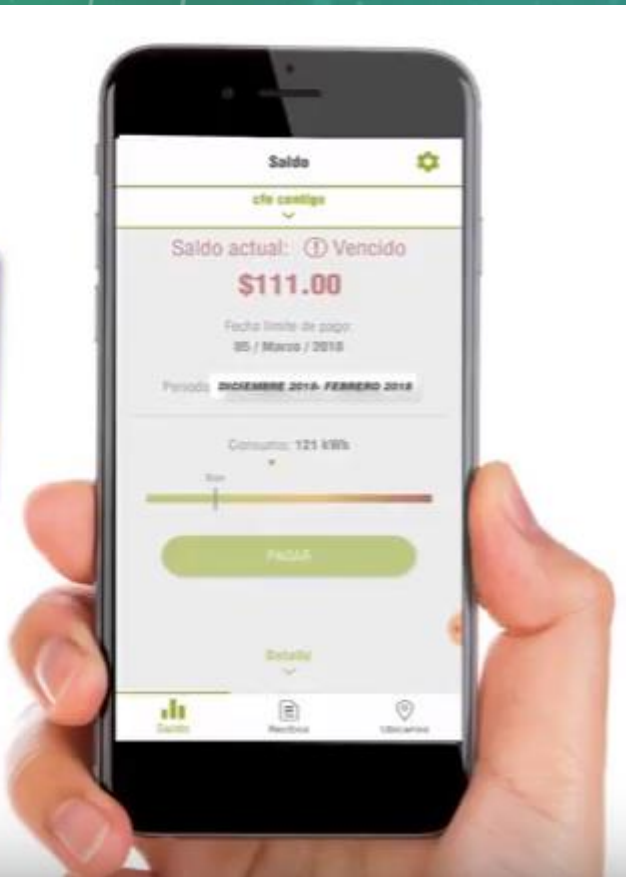 Saldo
cfe contigo
Saldo actual: ! Vencido
$111.00
Fecha límite de pago:
05 / Marzo / 2018
Periodo: DICIEMBRE 2018- FEBRERO 2018
Consumo: 121 kWh
PAGAR
Detalle
Saldo
Recibos
Ubicanos